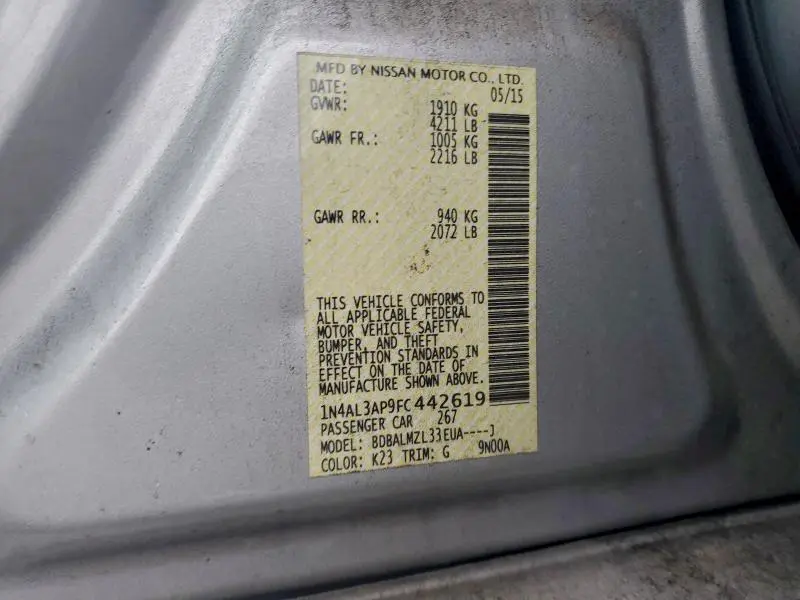 MFD BY NISSAN MOTOR CO., LTD.
DATE: 05/15
GVWR: 1910 KG
4211 LB
GAWR FR.: 1005 KG
2216 LB
GAWR RR.: 940 KG
2072 LB
THIS VEHICLE CONFORMS TO
ALL APPLICABLE FEDERAL
MOTOR VEHICLE SAFETY,
BUMPER, AND THEFT
PREVENTION STANDARDS IN
EFFECT ON THE DATE OF
MANUFACTURE SHOWN ABOVE.
1N4AL3AP9FC442619
PASSENGER CAR 267
MODEL: BDBALMZL33EUA----J
COLOR: K23 TRIM: G 9N00A